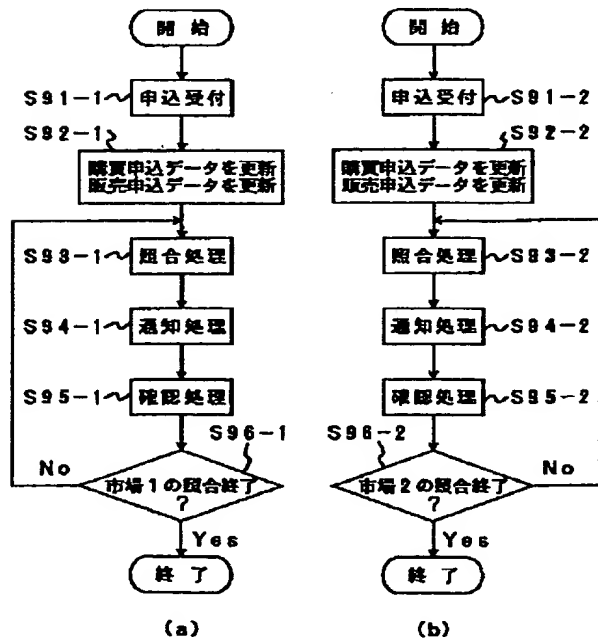 開始
S91-1
申込受付
S92-1
購買申込データを更新
販売申込データを更新
S93-1
照合処理
S94-1
通知処理
S95-1
確認処理
S96-1
No
市場1の照合終了
?
Yes
終了
(a)
開始
申込受付
S91-2
S92-2
購買申込データを更新
販売申込データを更新
照合処理
S93-2
通知処理
S94-2
確認処理
S95-2
S96-2
市場2の照合終了
?
No
Yes
終了
(b)